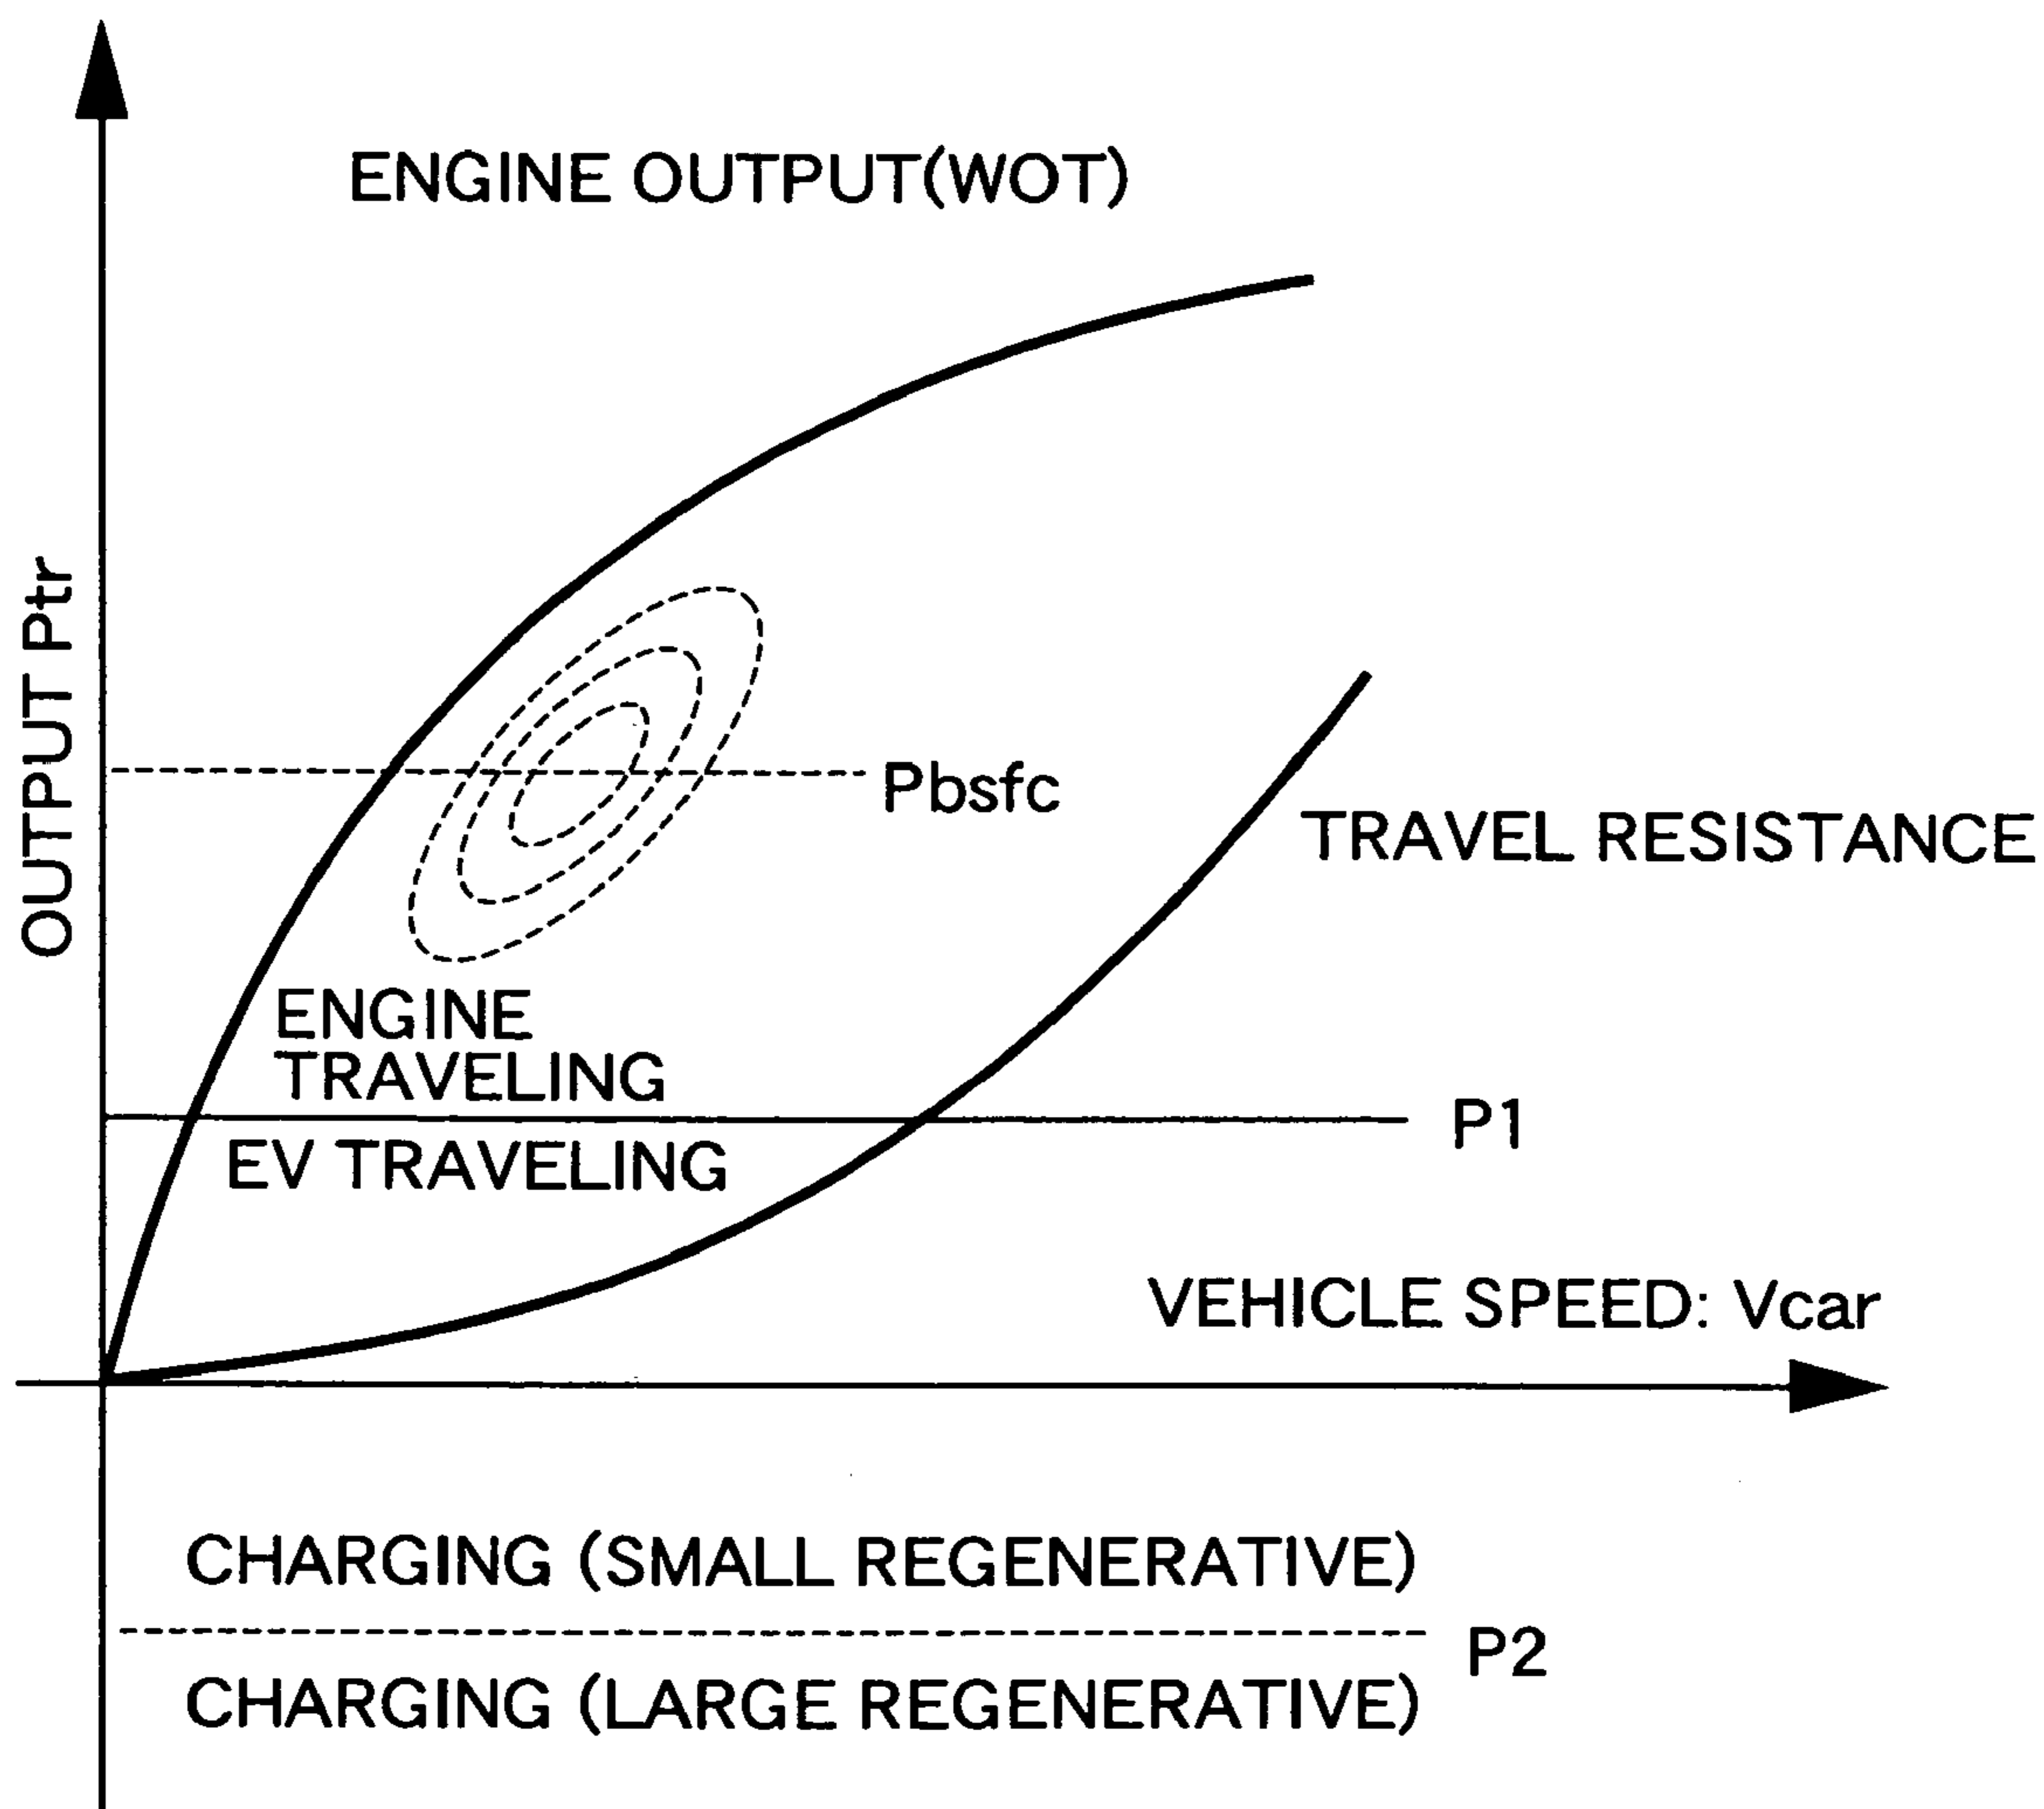 ENGINE OUTPUT(WOT)
OUTPUT Ptr
Pbsfc
TRAVEL RESISTANCE
ENGINE
TRAVELING
P1
EV TRAVELING
VEHICLE SPEED: Vcar
CHARGING (SMALL REGENERATIVE)
P2
CHARGING (LARGE REGENERATIVE)